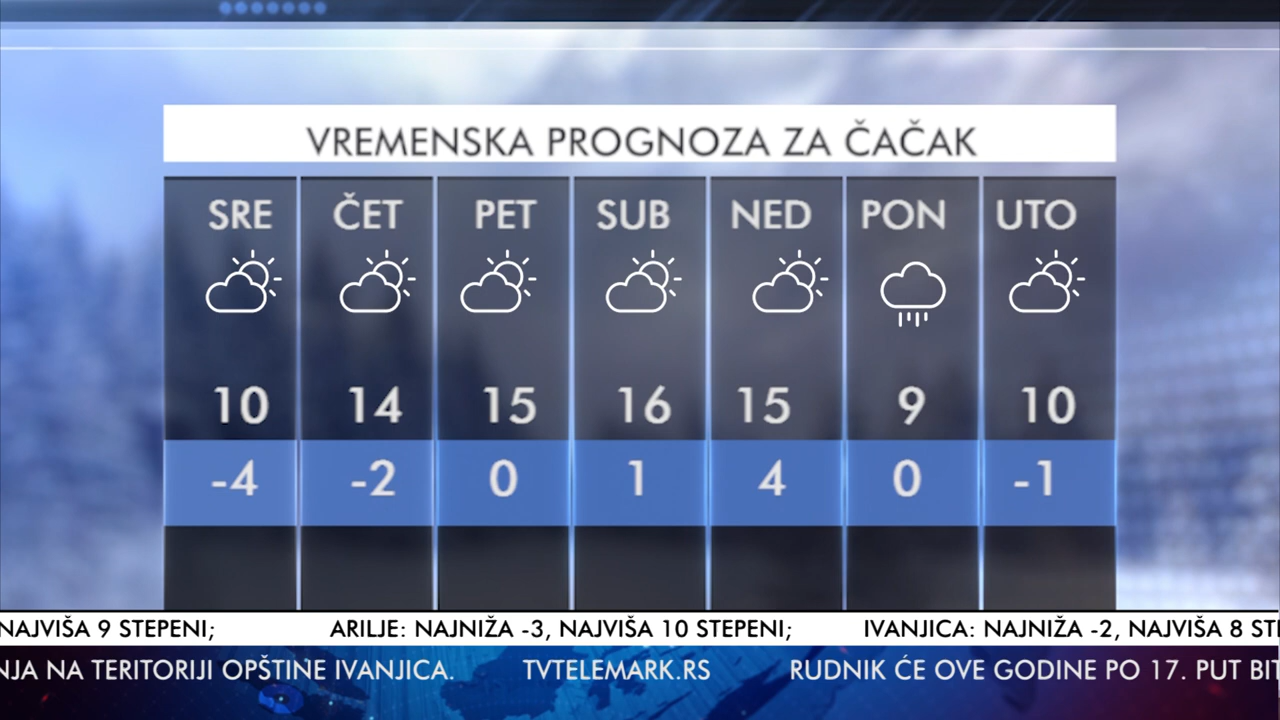 VREMENSKA PROGNOZA ZA ČAČAK
SRE ČET PET SUB NED PON UTO
10 14 15 16 15 9 10
-4 -2 0 1 4 0 -1
NAJVIŠA 9 STEPENI; ARILJE: NAJNIŽA -3, NAJVIŠA 10 STEPENI; IVANJICA: NAJNIŽA -2, NAJVIŠA 8 STE
NJA NA TERITORIJI OPŠTINE IVANJICA. TVTELEMARK.RS RUDNIK ĆE OVE GODINE PO 17. PUT BIT